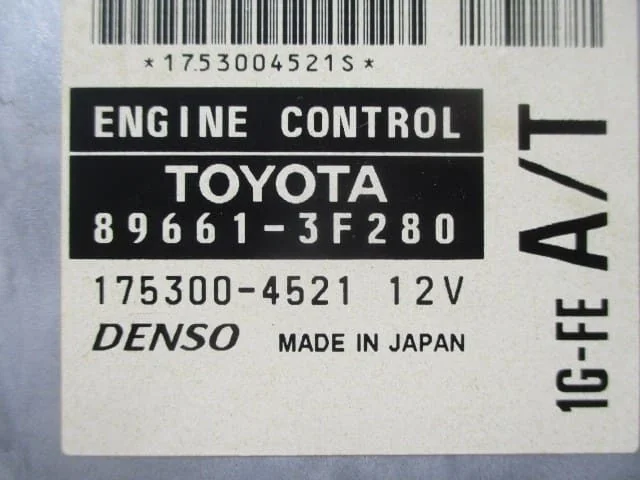 *1753004521S*
ENGINE CONTROL
TOYOTA
89661-3F280
175300-4521 12V
DENSO MADE IN JAPAN
1G-FE A/T